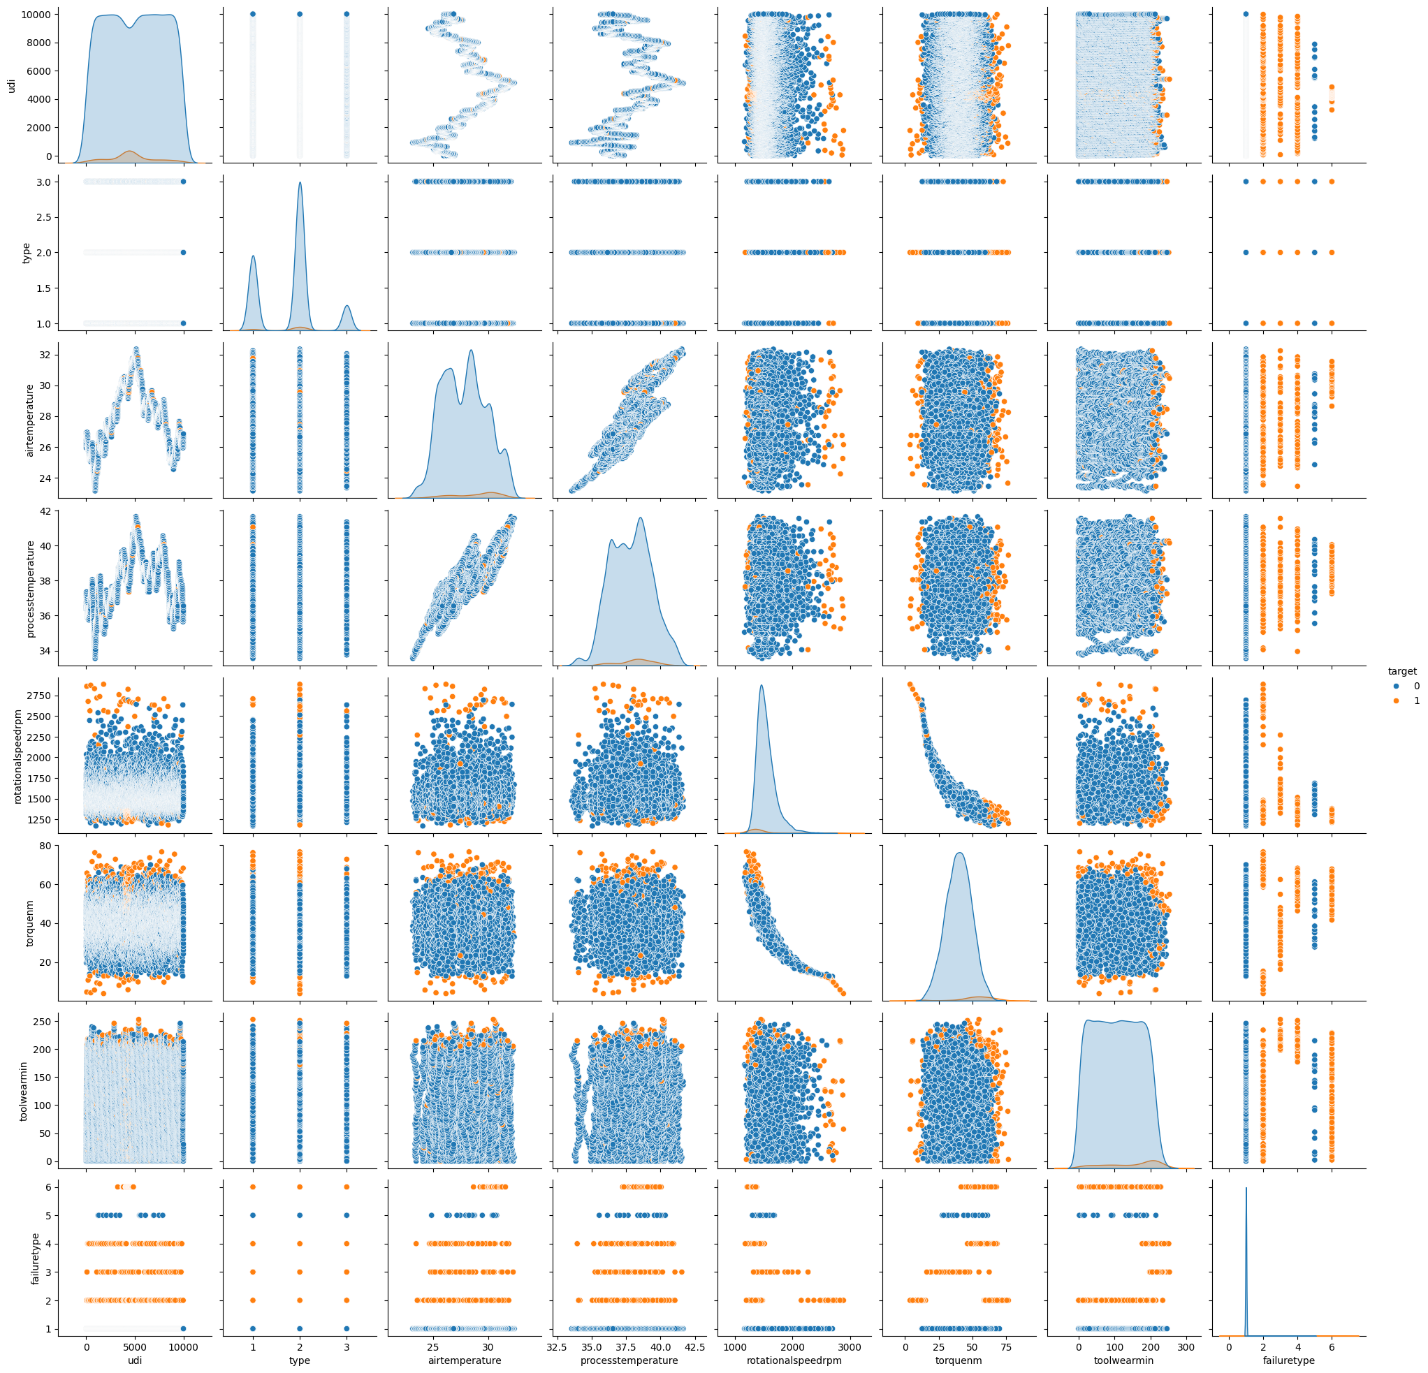 10000
8000
6000
4000
2000
0
udi
3.0
2.5
2.0
1.5
1.0
type
32
30
28
26
24
airtemperature
42
40
38
36
34
processtemperature
target
0
1
2750
2500
2250
2000
1750
1500
1250
rotationalspeedrpm
80
60
40
20
torquenm
250
200
150
100
50
0
toolwearmin
6
5
4
3
2
1
failuretype
0 5000 10000
1 2 3
25 30
32.5 35.0 37.5 40.0 42.5
1000 2000 3000
0 25 50 75
0 100 200 300
0 2 4 6
udi
type
airtemperature
processtemperature
rotationalspeedrpm
torquenm
toolwearmin
failuretype